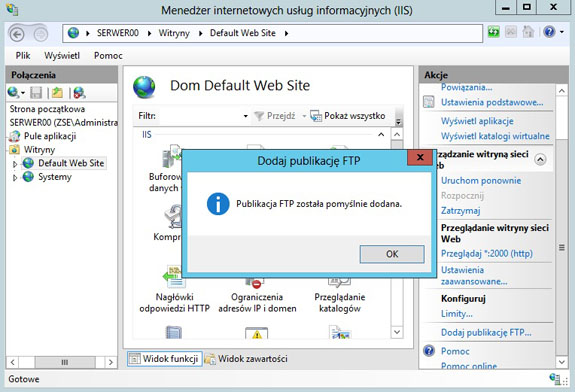 Menedżer internetowych usług informacyjnych (IIS)
SERWER00 ▸ Witryny ▸ Default Web Site ▸
Plik Wyświetl Pomoc
Połączenia
Strona początkowa
SERWER00 (ZSE\Administra
Pule aplikacji
Witryny
Default Web Site
Systemy
Dom Default Web Site
Filtr:
Przejdź
Pokaż wszystko
IIS
Buforow
danych
Kompr
Dodaj publikację FTP
Publikacja FTP została pomyślnie dodana.
OK
Nagłówki
odpowiedzi HTTP
Ograniczenia
adresów IP i domen
Przeglądanie
katalogów
Widok funkcji
Widok zawartości
Akcje
Powiązania...
Ustawienia podstawowe...
Wyświetl aplikacje
Wyświetl katalogi wirtualne
rządzanie witryną sieci
Web
Uruchom ponownie
Rozpocznij
Zatrzymaj
Przeglądanie witryny sieci
Web
Przeglądaj *:2000 (http)
Ustawienia
zaawansowane...
Konfiguruj
Limity...
Dodaj publikację FTP...
Pomoc
Pomoc online
Gotowe